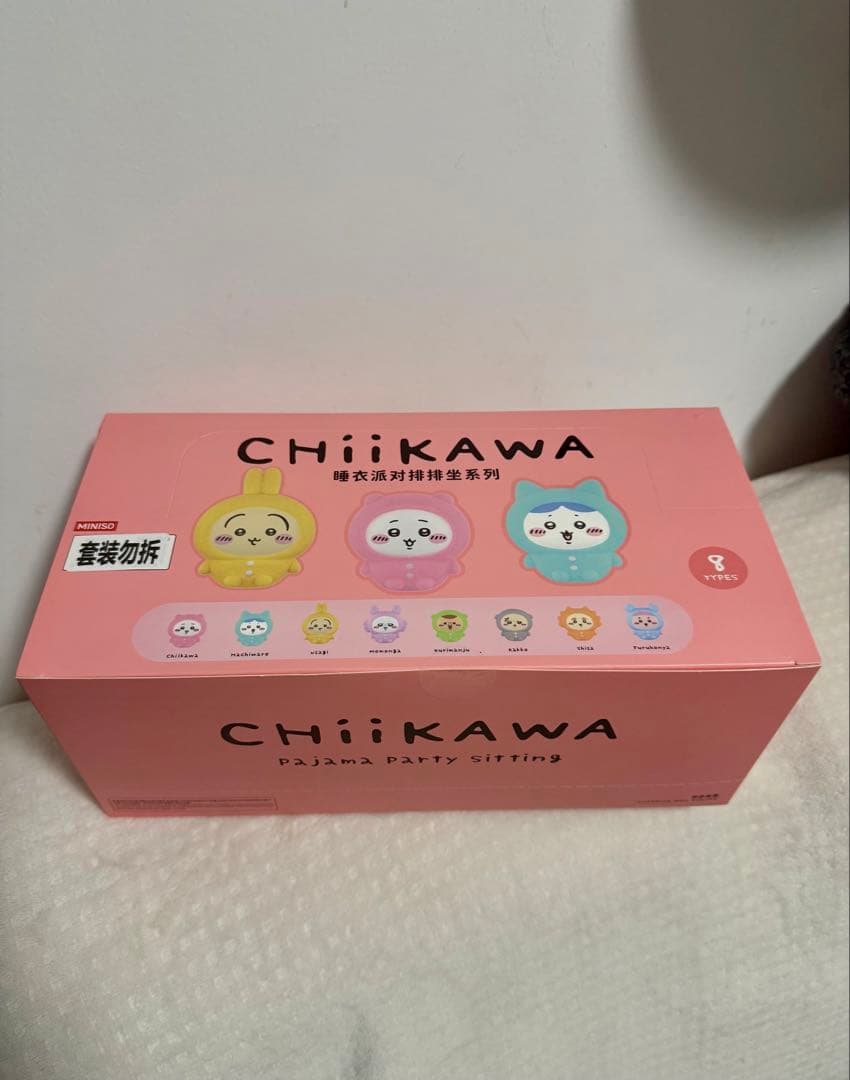 CHiiKAWA
睡衣派对排排坐系列
MINISO
套装勿拆
8
TYPES
Chiikawa
Hachiware
Usagi
Momonga
Kurimanju
Rakko
Shisa
Furuhonya
CHiiKAWA
Pajama Party Sitting